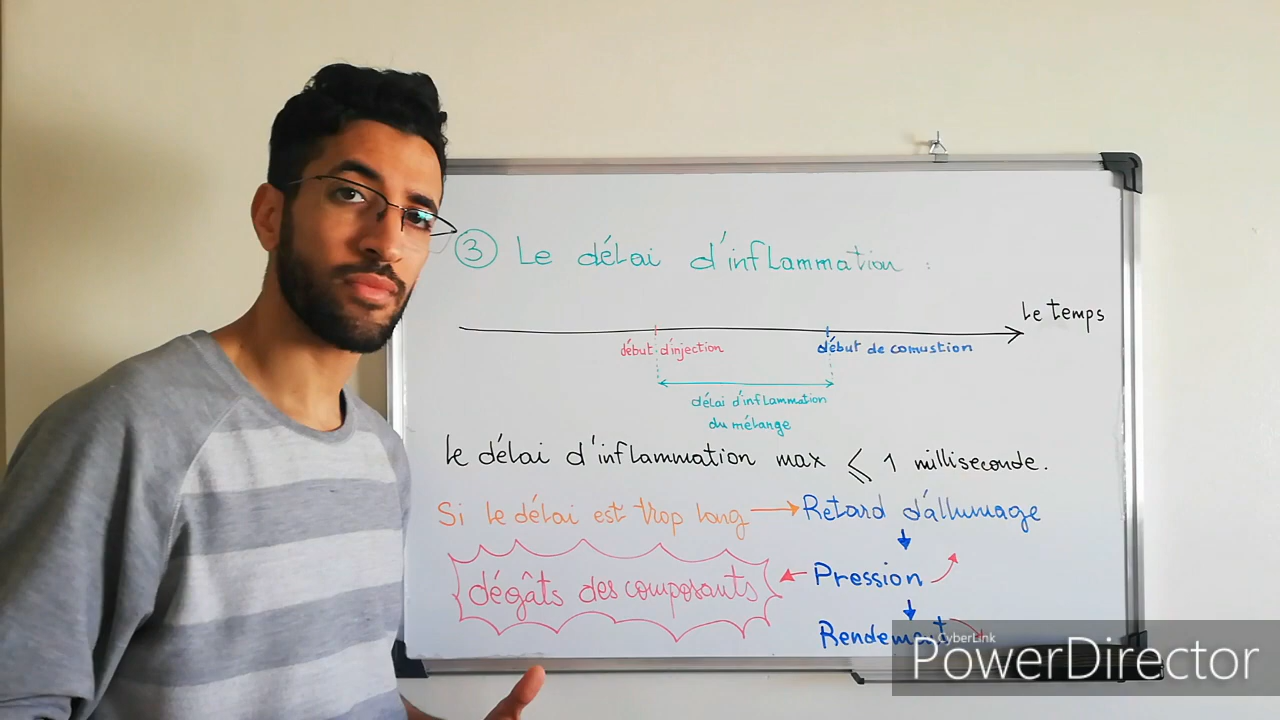 ③ Le délai d'inflammation :
Le temps
début d'injection
début de comustion
délai d'inflammation
du mélange
le délai d'inflammation max ⩽ 1 milliseconde.
Si le délai est trop long → Retard d'allumage
dégâts des composants ← Pression
Rendement
CyberLink
PowerDirector